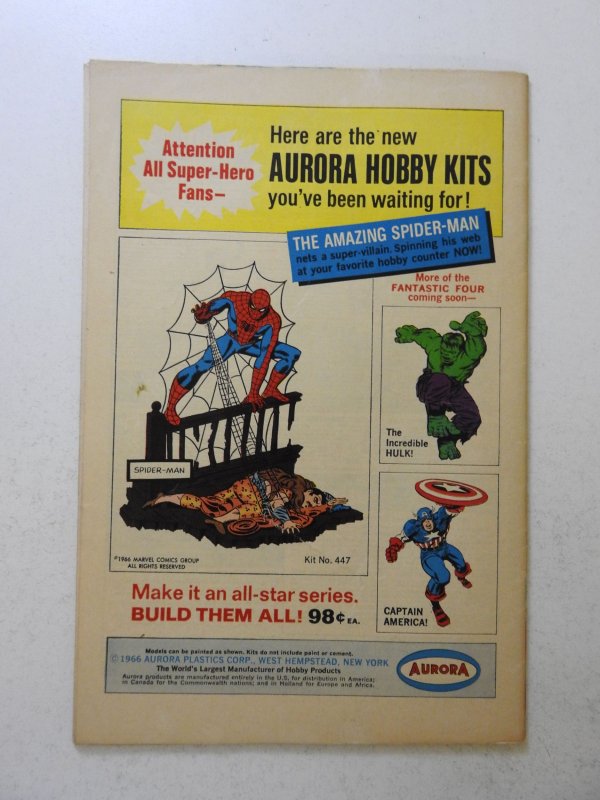 Attention
All Super-Hero
Fans—
Here are the new
AURORA HOBBY KITS
you've been waiting for!
THE AMAZING SPIDER-MAN
nets a super-villain. Spinning his web
at your favorite hobby counter NOW!
More of the
FANTASTIC FOUR
coming soon—
SPIDER-MAN
©1966 MARVEL COMICS GROUP
ALL RIGHTS RESERVED
Kit No. 447
The
Incredible
HULK!
CAPTAIN
AMERICA!
Make it an all-star series.
BUILD THEM ALL! 98¢ EA.
Models can be painted as shown. Kits do not include paint or cement.
© 1966 AURORA PLASTICS CORP., WEST HEMPSTEAD, NEW YORK
The World's Largest Manufacturer of Hobby Products
Aurora products are manufactured entirely in the U.S. for distribution in America;
in Canada for the Commonwealth nations; and in Holland for Europe and Africa.
AURORA